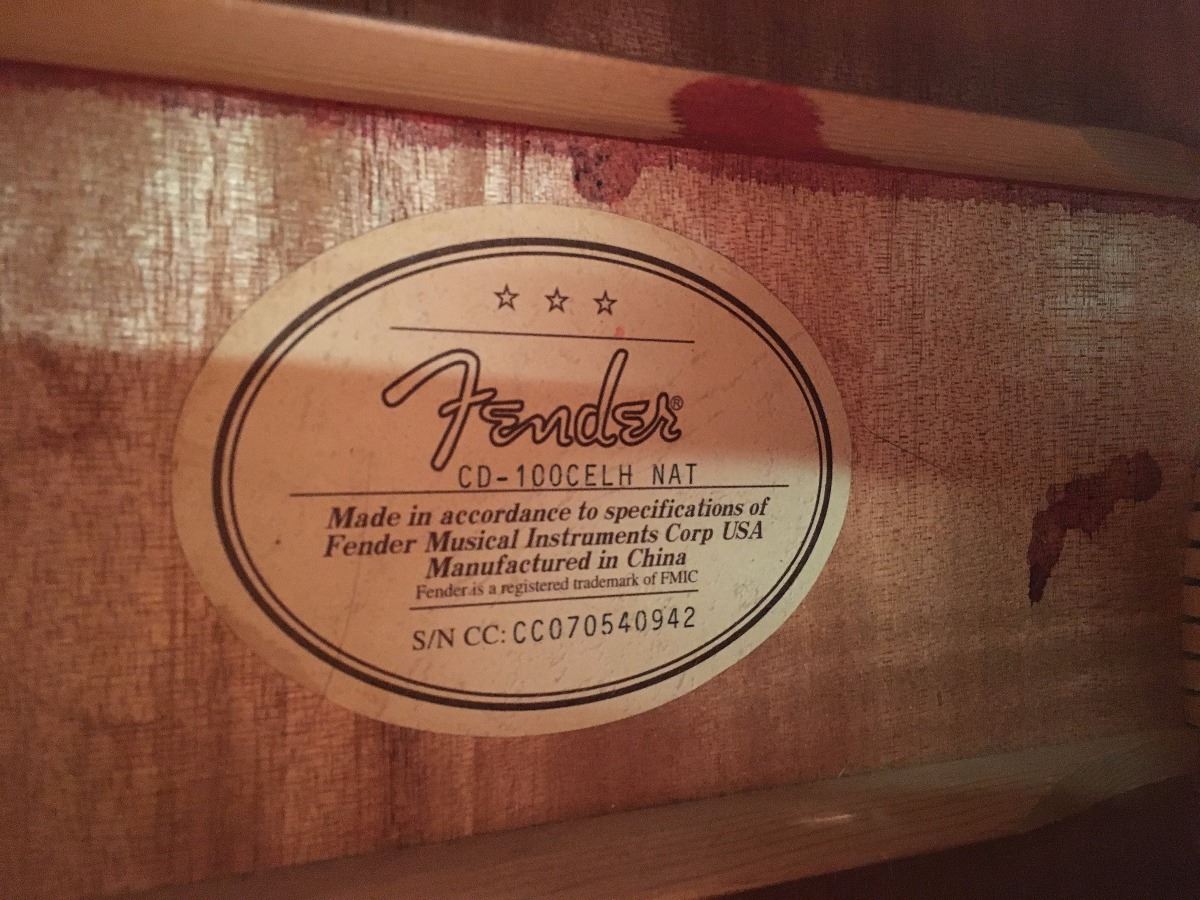 Fender®
CD-100CELH NAT
Made in accordance to specifications of
Fender Musical Instruments Corp USA
Manufactured in China
Fender is a registered trademark of FMIC
S/N CC: CC070540942